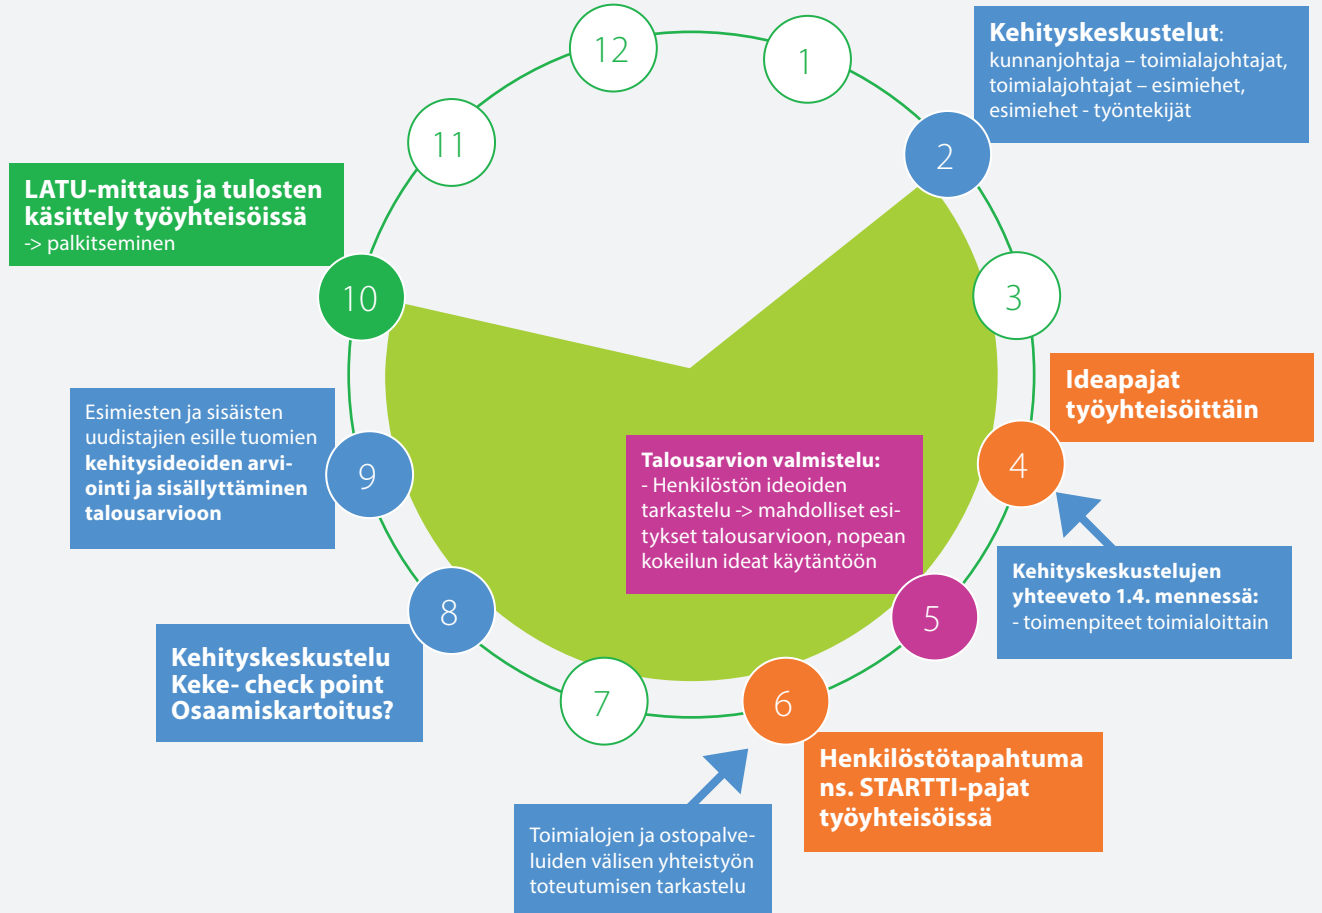 12
1
Kehityskeskustelut:
kunnanjohtaja – toimialajohtajat,
toimialajohtajat – esimiehet,
esimiehet - työntekijät
11
2
LATU-mittaus ja tulosten
käsittely työyhteisöissä
-> palkitseminen
10
3
Ideapajat
työyhteisöittäin
Esimiesten ja sisäisten
uudistajien esille tuomien
kehitysideoiden arvi-
ointi ja sisällyttäminen
talousarvioon
9
Talousarvion valmistelu:
- Henkilöstön ideoiden
tarkastelu -> mahdolliset esi-
tykset talousarvioon, nopean
kokeilun ideat käytäntöön
4
Kehityskeskustelujen
yhteeveto 1.4. mennessä:
- toimenpiteet toimialoittain
8
5
Kehityskeskustelu
Keke- check point
Osaamiskartoitus?
7
6
Henkilöstötapahtuma
ns. STARTTI-pajat
työyhteisöissä
Toimialojen ja ostopalve-
luiden välisen yhteistyön
toteutumisen tarkastelu